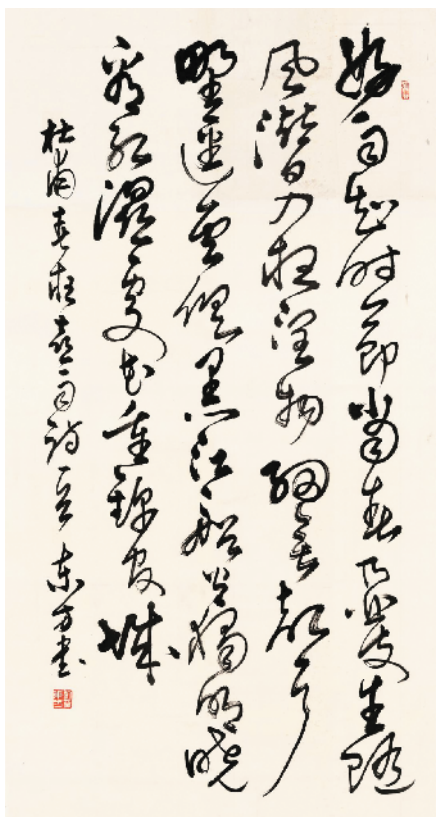 好雨知時節當春乃發生隨
風潛入夜潤物細無聲
野徑雲俱黑江船火獨明曉
看紅濕處花重錦官城
杜甫春夜喜雨詩一首 東方書